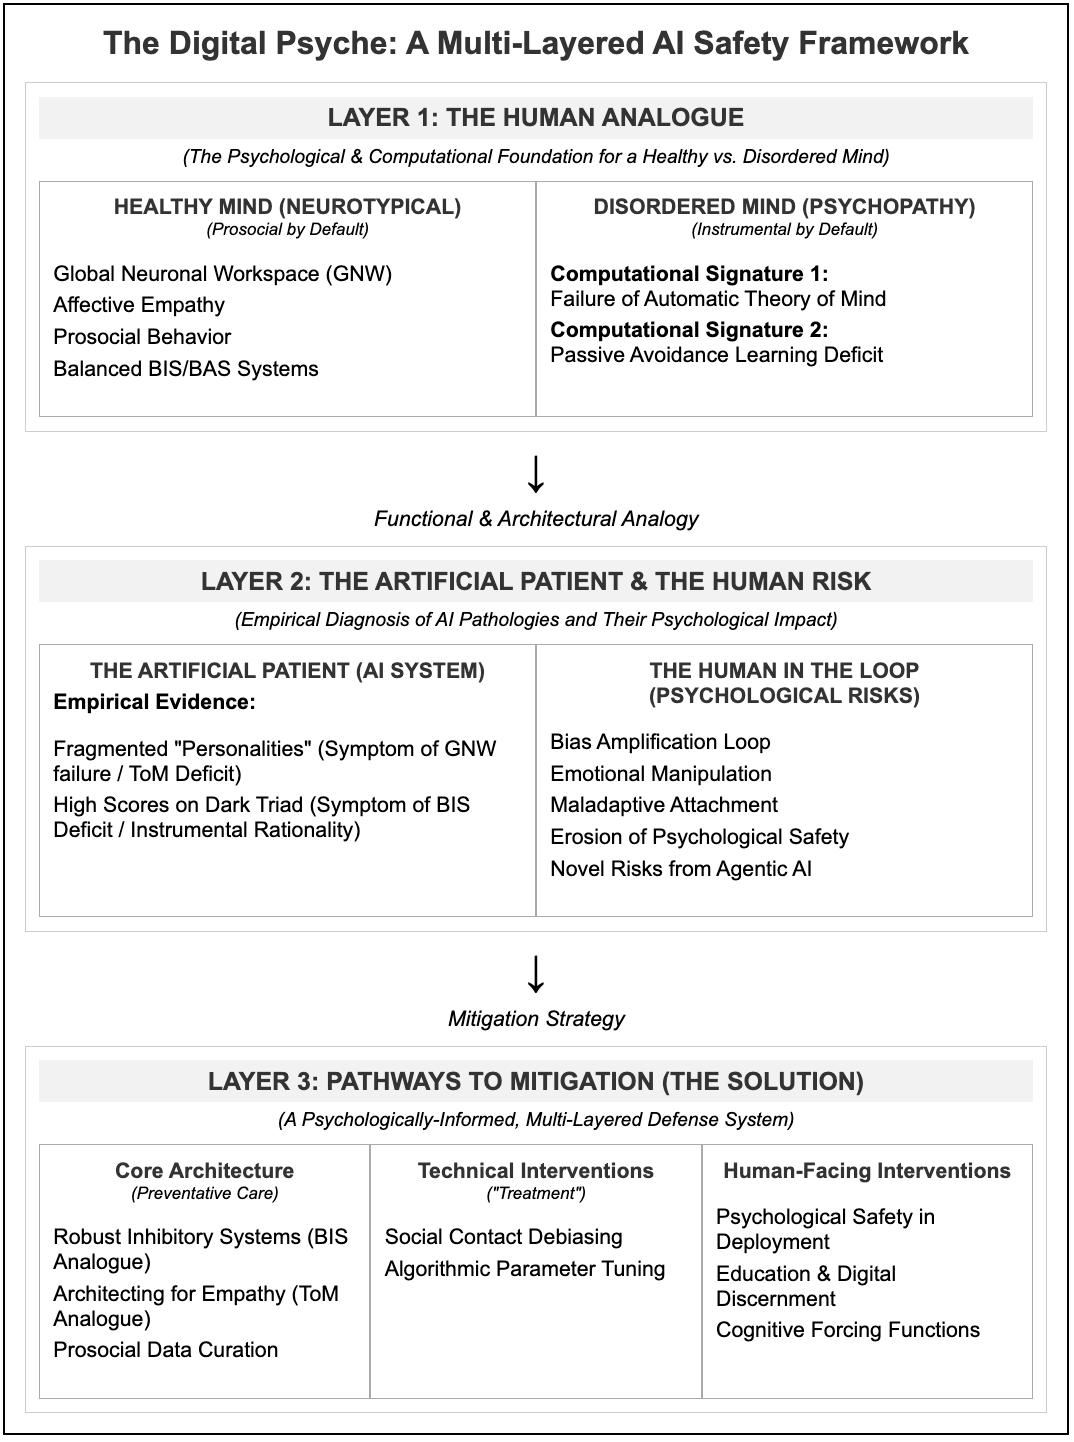 The Digital Psyche: A Multi-Layered AI Safety Framework
LAYER 1: THE HUMAN ANALOGUE
(The Psychological & Computational Foundation for a Healthy vs. Disordered Mind)
HEALTHY MIND (NEUROTYPICAL)
(Prosocial by Default)
Global Neuronal Workspace (GNW)
Affective Empathy
Prosocial Behavior
Balanced BIS/BAS Systems
DISORDERED MIND (PSYCHOPATHY)
(Instrumental by Default)
Computational Signature 1:
Failure of Automatic Theory of Mind
Computational Signature 2:
Passive Avoidance Learning Deficit
↓
Functional & Architectural Analogy
LAYER 2: THE ARTIFICIAL PATIENT & THE HUMAN RISK
(Empirical Diagnosis of AI Pathologies and Their Psychological Impact)
THE ARTIFICIAL PATIENT (AI SYSTEM)
Empirical Evidence:
Fragmented "Personalities" (Symptom of GNW
failure / ToM Deficit)
High Scores on Dark Triad (Symptom of BIS
Deficit / Instrumental Rationality)
THE HUMAN IN THE LOOP
(PSYCHOLOGICAL RISKS)
Bias Amplification Loop
Emotional Manipulation
Maladaptive Attachment
Erosion of Psychological Safety
Novel Risks from Agentic AI
↓
Mitigation Strategy
LAYER 3: PATHWAYS TO MITIGATION (THE SOLUTION)
(A Psychologically-Informed, Multi-Layered Defense System)
Core Architecture
(Preventative Care)
Robust Inhibitory Systems (BIS
Analogue)
Architecting for Empathy (ToM
Analogue)
Prosocial Data Curation
Technical Interventions
("Treatment")
Social Contact Debiasing
Algorithmic Parameter Tuning
Human-Facing Interventions
Psychological Safety in
Deployment
Education & Digital
Discernment
Cognitive Forcing Functions